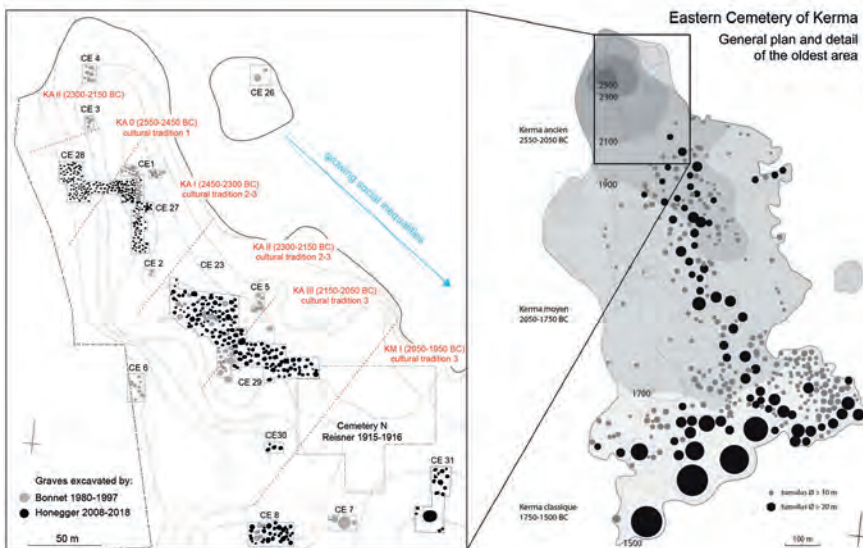 Eastern Cemetery of Kerma
General plan and detail
of the oldest area
CE 4
KA II (2300-2150 BC)
CE 3
KA 0 (2550-2450 BC)
cultural tradition 1
CE 28
CE1
KA I (2450-2300 BC)
cultural tradition 2-3
CE 27
CE 2
CE 26
growing social inequalities
KA II (2300-2150 BC)
cultural tradition 2-3
CE 23
CE 5
KA III (2150-2050 BC)
cultural tradition 3
KM I (2050-1950 BC)
cultural tradition 3
CE 6
CE 29
Cemetery N
Reisner 1915-1916
CE30
CE 31
CE 7
CE 8
Graves excavated by:
Bonnet 1980-1997
Honegger 2008-2018
50 m
2500
2300
2100
Kerma ancien
2550-2050 BC
1900
Kerma moyen
2050-1750 BC
1700
Kerma classique
1750-1500 BC
1500
tumulus Ø > 10 m
tumulus Ø > 20 m
100 m